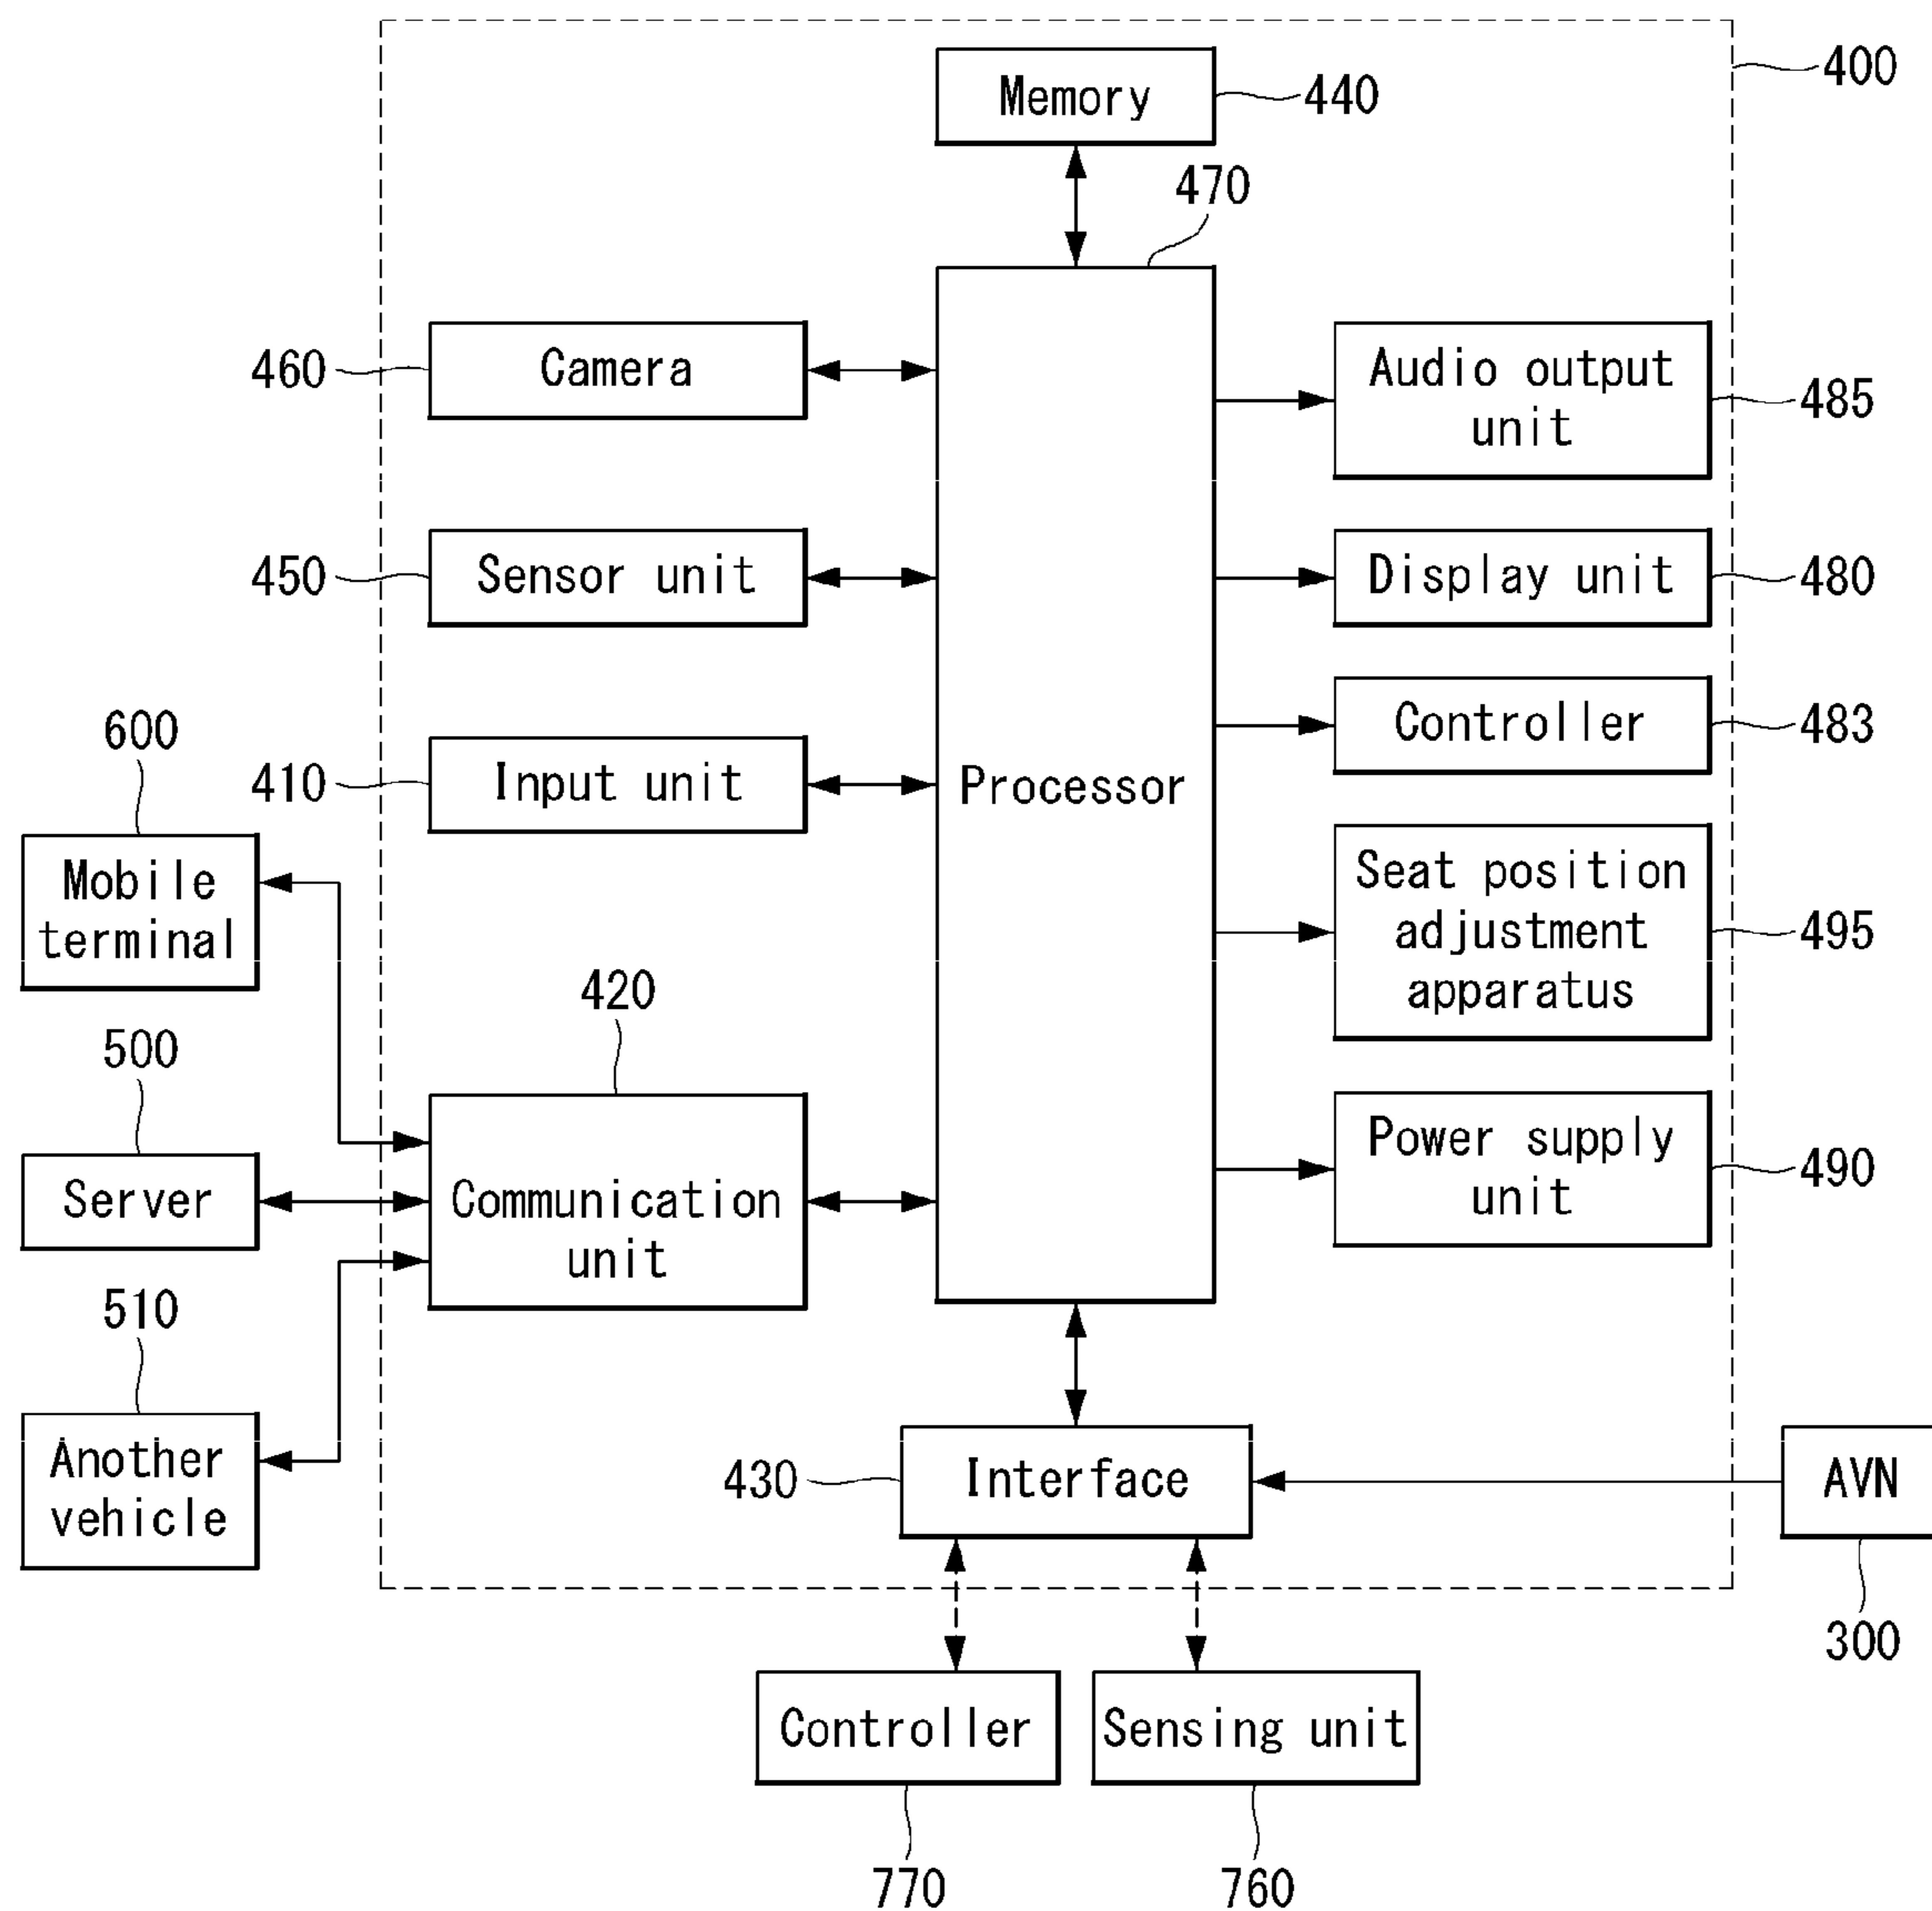 400
Memory
440
470
Camera
460
Audio output
unit
485
Sensor unit
450
Display unit
480
Controller
483
600
Input unit
410
Processor
Mobile
terminal
Seat position
adjustment
apparatus
495
420
500
Server
Communication
unit
Power supply
unit
490
510
Another
vehicle
430
Interface
AVN
300
Controller
Sensing unit
770
760